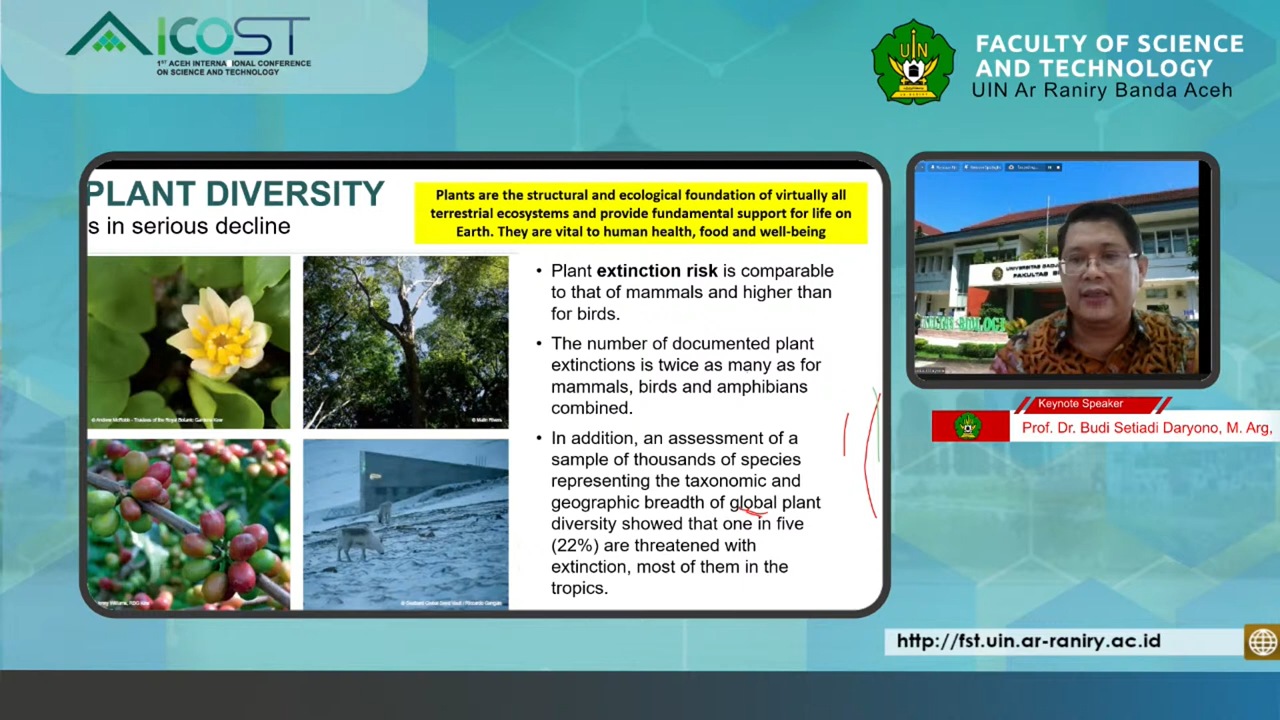 AICOST
1ST ACEH INTERNATIONAL CONFERENCE
ON SCIENCE AND TECHNOLOGY
UIN
FACULTY OF SCIENCE
AND TECHNOLOGY
UIN Ar Raniry Banda Aceh
PLANT DIVERSITY
s in serious decline
Plants are the structural and ecological foundation of virtually all
terrestrial ecosystems and provide fundamental support for life on
Earth. They are vital to human health, food and well-being
• Plant extinction risk is comparable
to that of mammals and higher than
for birds.
• The number of documented plant
extinctions is twice as many as for
mammals, birds and amphibians
combined.
• In addition, an assessment of a
sample of thousands of species
representing the taxonomic and
geographic breadth of global plant
diversity showed that one in five
(22%) are threatened with
extinction, most of them in the
tropics.
UNIVERSITAS
FAKULTAS
BIOLOGI
Keynote Speaker
Prof. Dr. Budi Setiadi Daryono, M. Arg,
http://fst.uin.ar-raniry.ac.id